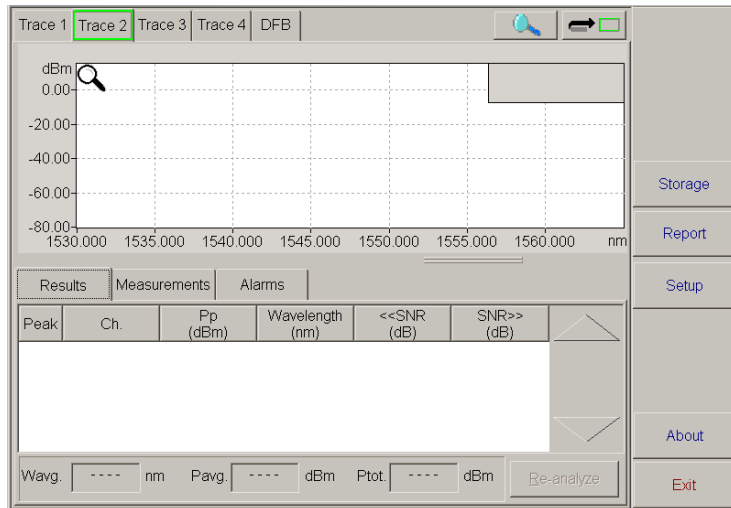 Trace 1 Trace 2 Trace 3 Trace 4 DFB
dBm
0.00
-20.00
-40.00
-60.00
-80.00
1530.000 1535.000 1540.000 1545.000 1550.000 1555.000 1560.000 nm
Storage
Report
Setup
Results Measurements Alarms
Peak Ch. Pp (dBm) Wavelength (nm) <<SNR (dB) SNR>> (dB)
About
Wavg. ---- nm Pavg. ---- dBm Ptot. ---- dBm Re-analyze
Exit